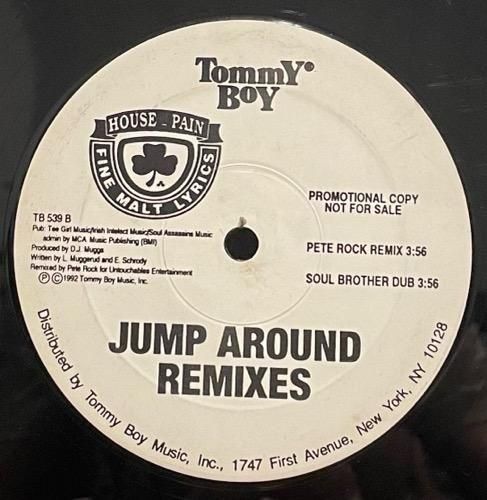 Tommy
Boy
HOUSE of PAIN
FINE MALT LYRICS
PROMOTIONAL COPY
NOT FOR SALE
TB 539 B
Pub: Tee Girl Music/Irish Intelect Music/Soul Assassins Music
admin by MCA Music Publishing (BMI)
Produced by D.J. Muggs
Written by L. Muggerud and E. Schrody
Remixed by Pete Rock for Untouchables Entertainment
Ⓟ Ⓒ 1992 Tommy Boy Music, Inc.
PETE ROCK REMIX 3:56
SOUL BROTHER DUB 3:56
JUMP AROUND
REMIXES
Distributed by Tommy Boy Music, Inc., 1747 First Avenue, New York, NY 10128